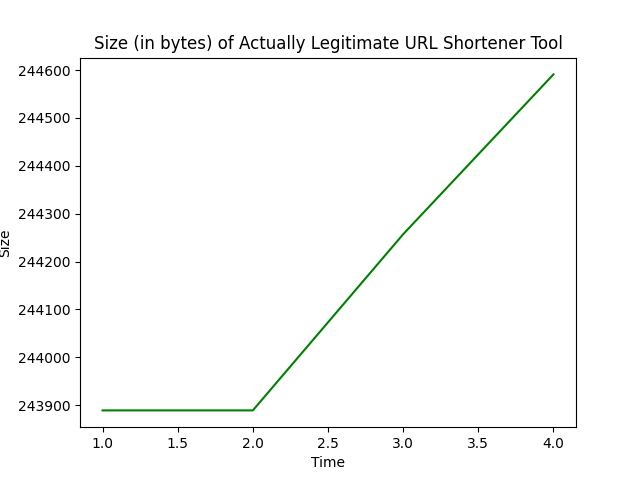 Size (in bytes) of Actually Legitimate URL Shortener Tool
244600
244500
244400
244300
244200
244100
244000
243900
Size
1.0 1.5 2.0 2.5 3.0 3.5 4.0
Time